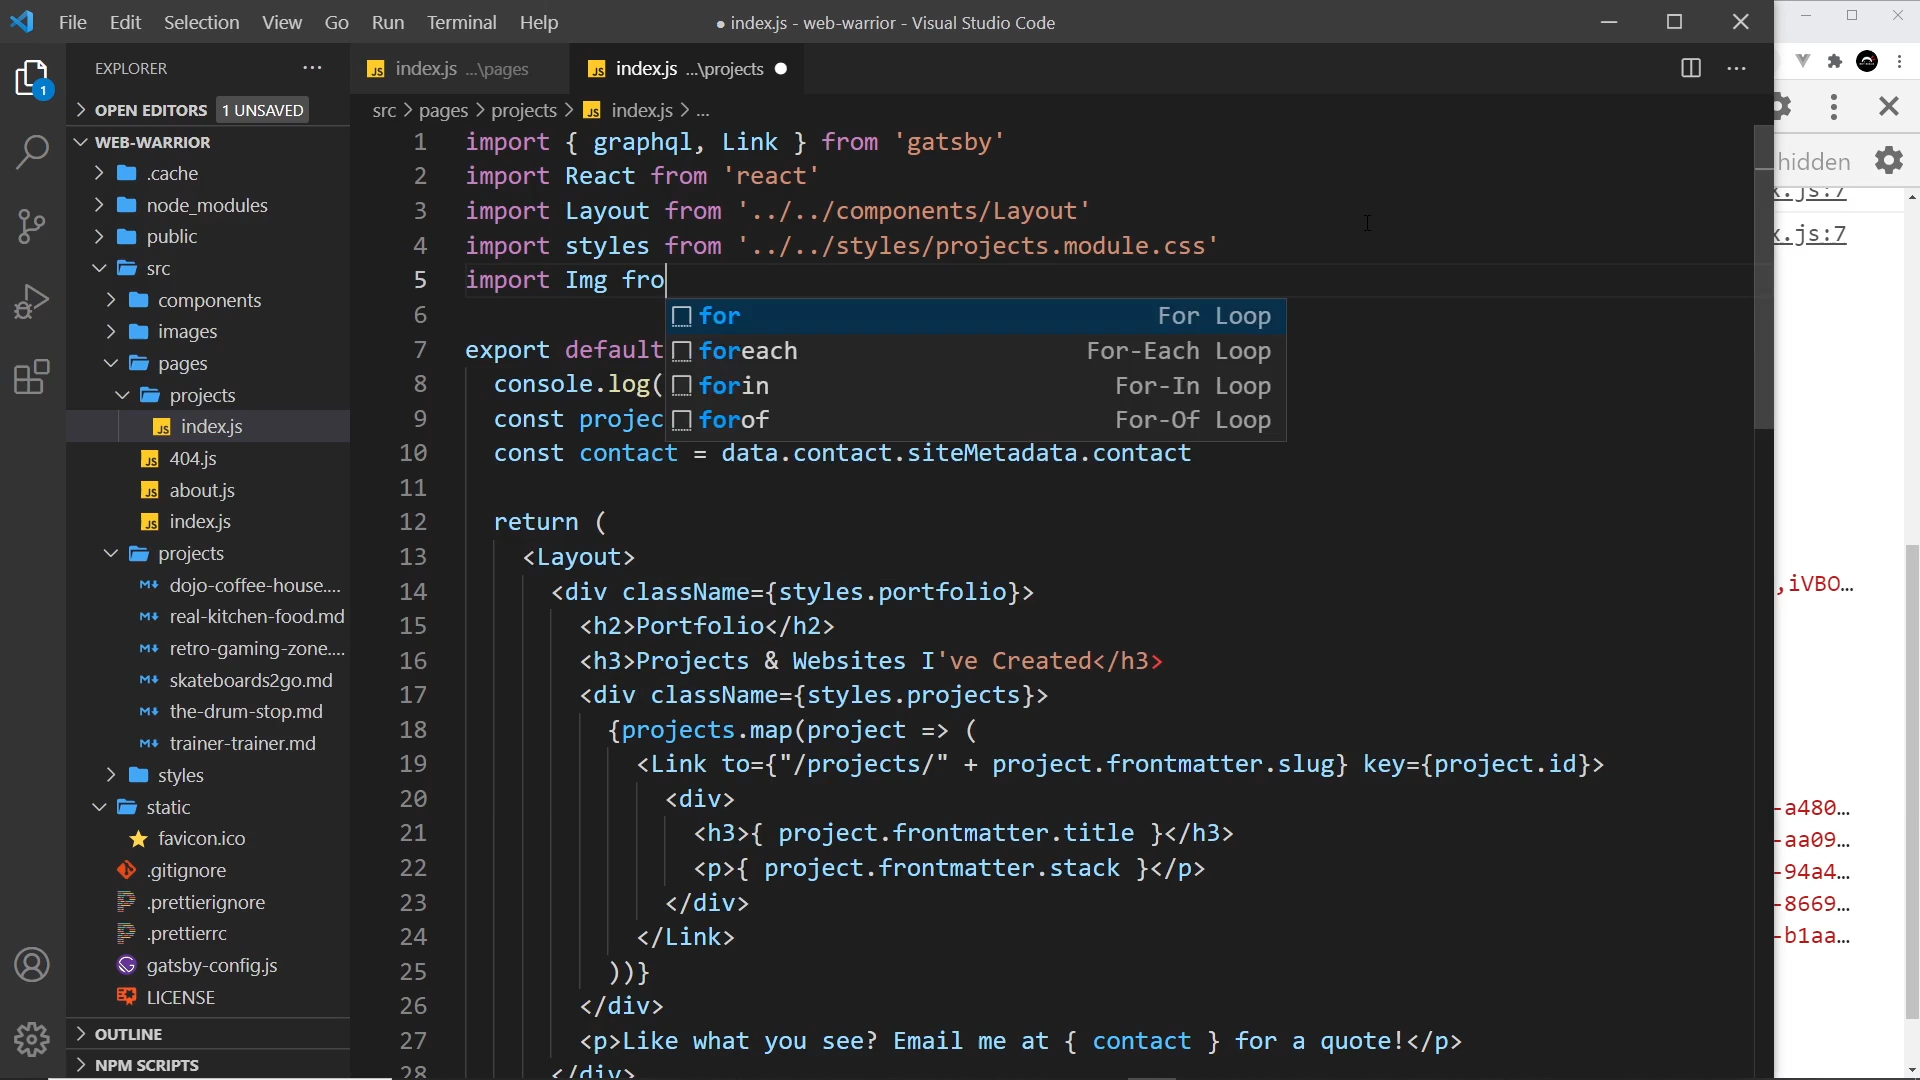 File Edit Selection View Go Run Terminal Help
● index.js - web-warrior - Visual Studio Code
1
EXPLORER
OPEN EDITORS 1 UNSAVED
WEB-WARRIOR
.cache
node_modules
public
src
components
images
pages
projects
index.js
404.js
about.js
index.js
projects
dojo-coffee-house....
real-kitchen-food.md
retro-gaming-zone....
skateboards2go.md
the-drum-stop.md
trainer-trainer.md
styles
static
favicon.ico
.gitignore
.prettierignore
.prettierrc
gatsby-config.js
LICENSE
OUTLINE
NPM SCRIPTS
index.js ...\pages
index.js ...\projects
src > pages > projects > index.js > ...
1 import { graphql, Link } from 'gatsby'
2 import React from 'react'
3 import Layout from '../../components/Layout'
4 import styles from '../../styles/projects.module.css'
5 import Img fro
6
for For Loop
foreach For-Each Loop
forin For-In Loop
forof For-Of Loop
7 export default
8 console.log(
9 const projec
10 const contact = data.contact.siteMetadata.contact
11
12 return (
13 <Layout>
14 <div className={styles.portfolio}>
15 <h2>Portfolio</h2>
16 <h3>Projects & Websites I've Created</h3>
17 <div className={styles.projects}>
18 {projects.map(project => (
19 <Link to={"/projects/" + project.frontmatter.slug} key={project.id}>
20 <div>
21 <h3>{ project.frontmatter.title }</h3>
22 <p>{ project.frontmatter.stack }</p>
23 </div>
24 </Link>
25 ))}
26 </div>
27 <p>Like what you see? Email me at { contact } for a quote!</p>
28 </div>
hidden
x.js:7
x.js:7
,iVBO…
-a480…
-aa09…
-94a4…
-8669…
-b1aa…